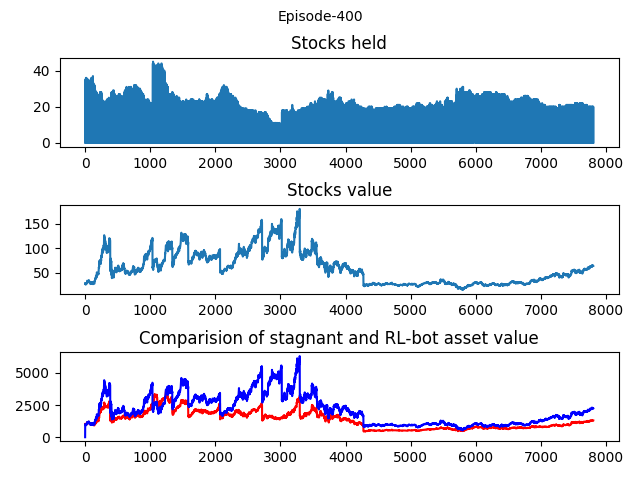 Episode-400
Stocks held
40
20
0
0 1000 2000 3000 4000 5000 6000 7000 8000
Stocks value
150
100
50
0 1000 2000 3000 4000 5000 6000 7000 8000
Comparision of stagnant and RL-bot asset value
5000
2500
0
0 1000 2000 3000 4000 5000 6000 7000 8000